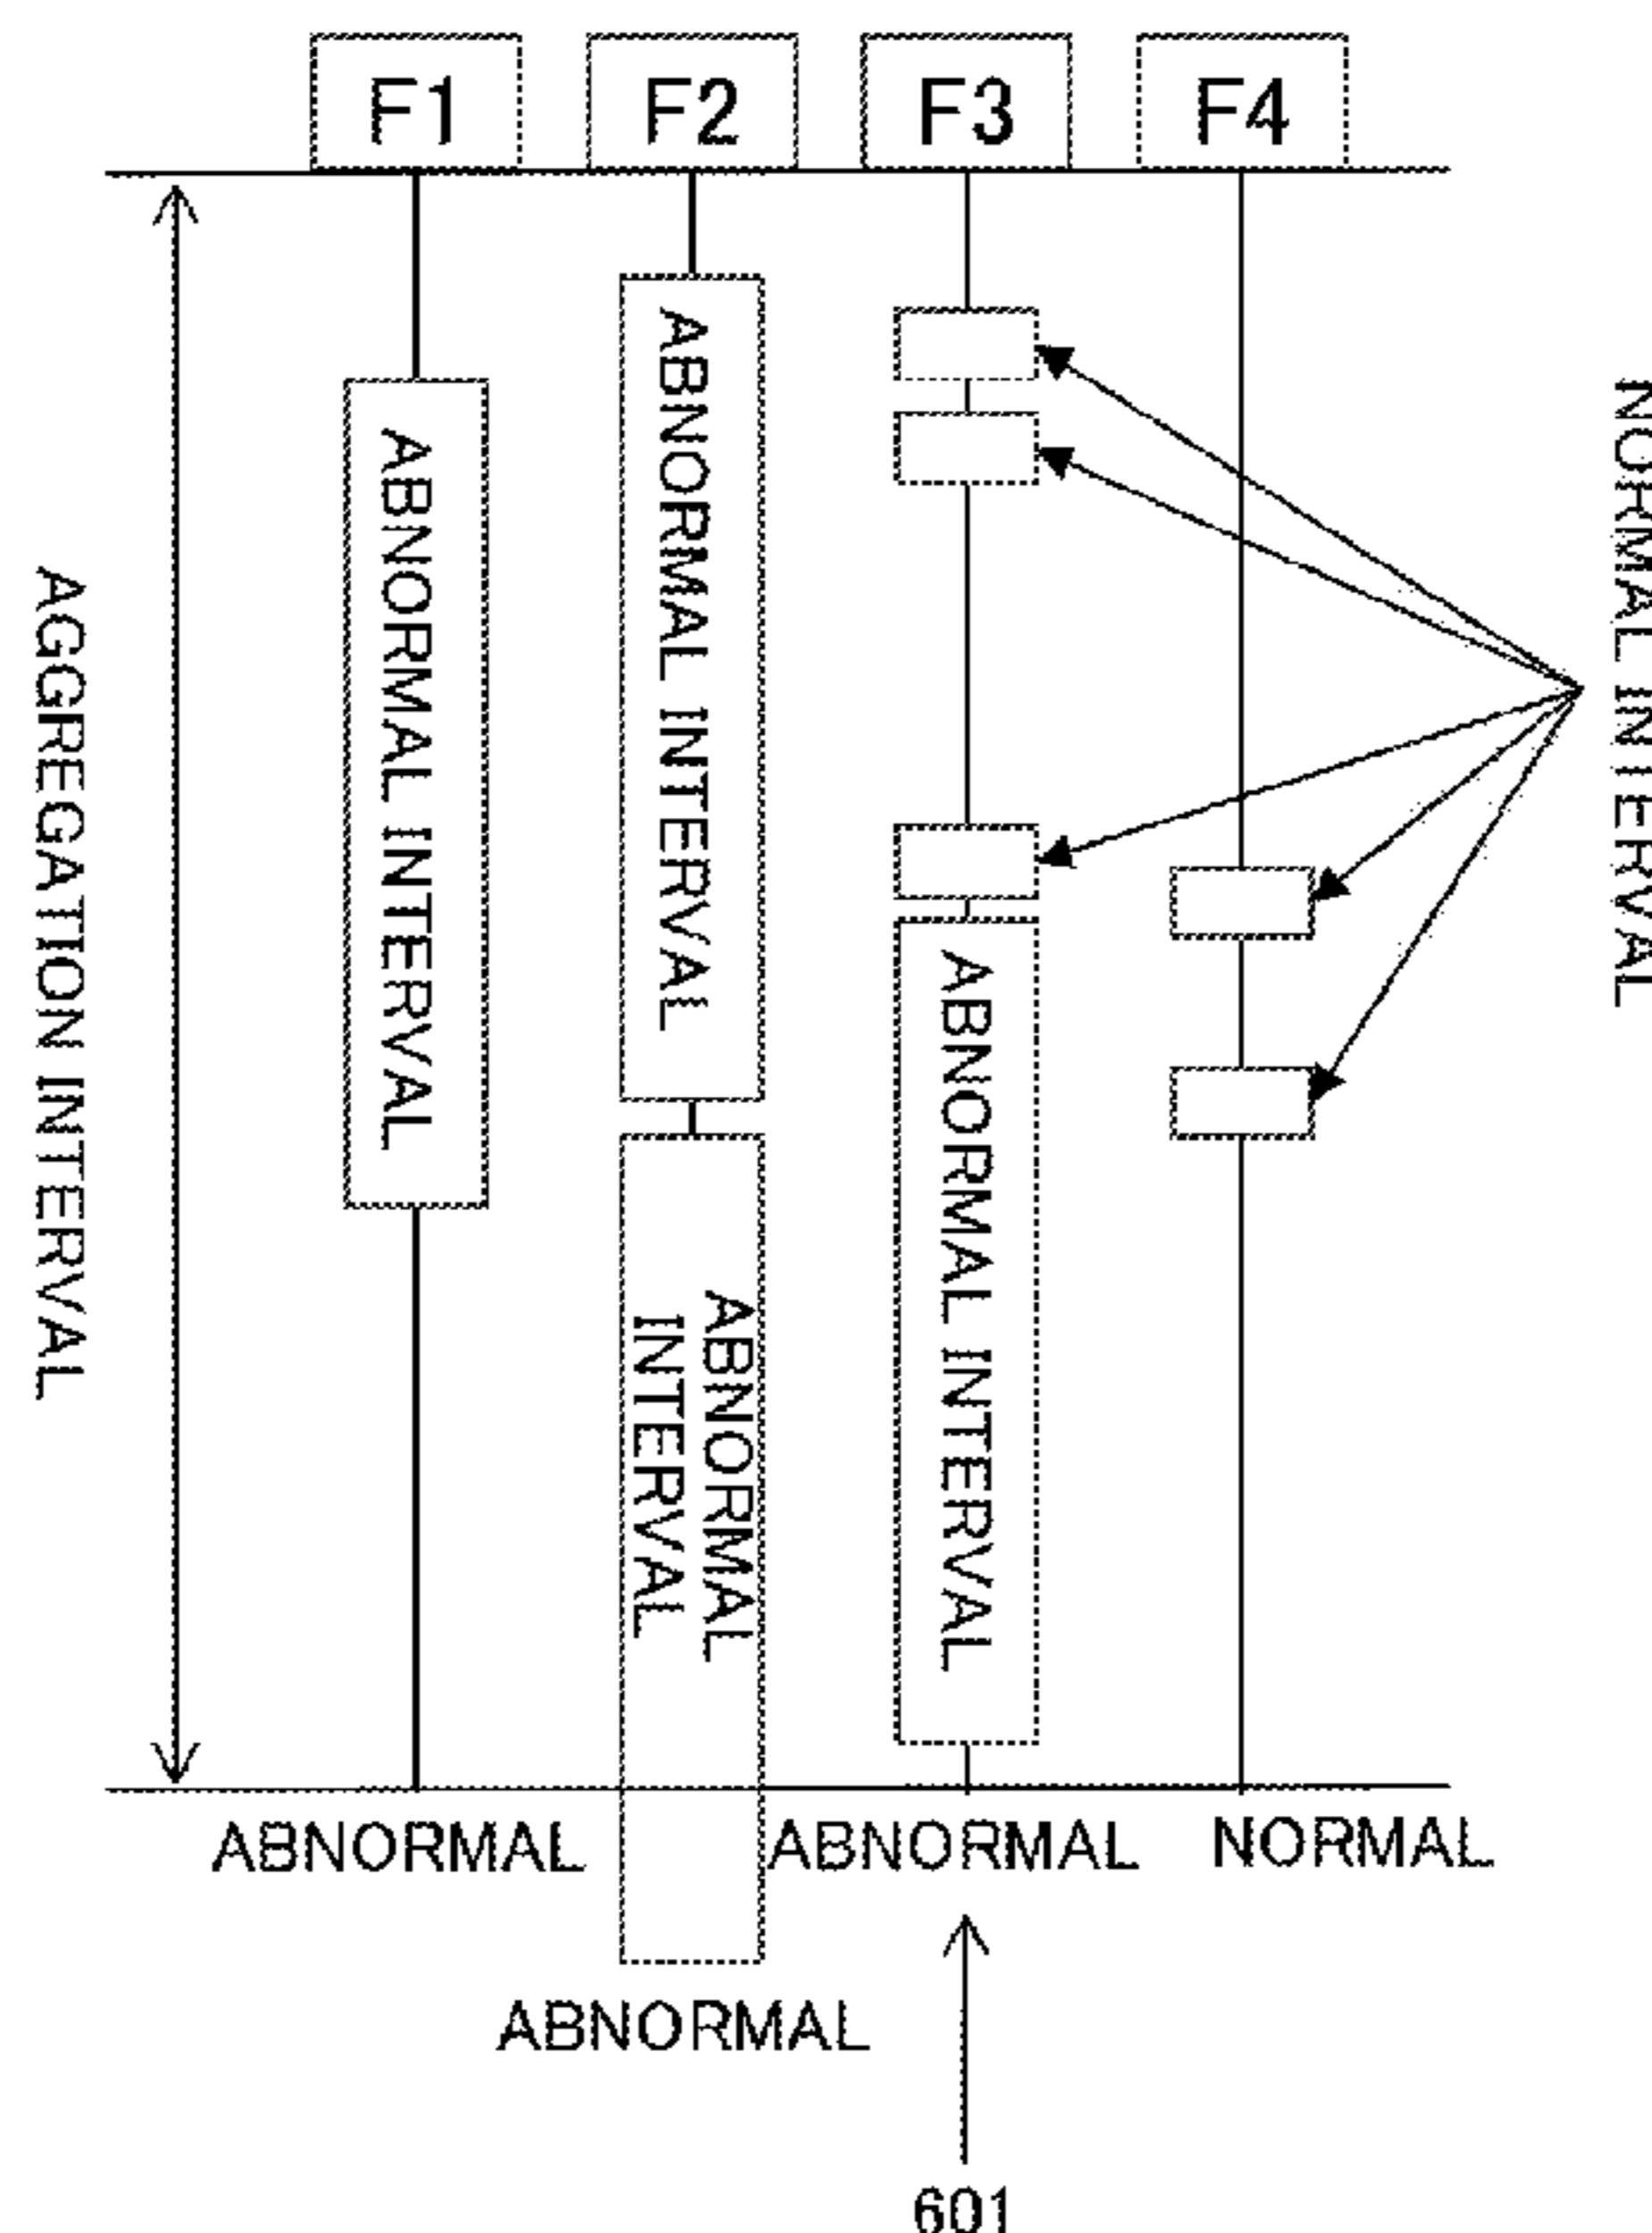 F1
F2
F3
F4
AGGREGATION INTERVAL
ABNORMAL INTERVAL
ABNORMAL INTERVAL
ABNORMAL
INTERVAL
ABNORMAL INTERVAL
NORMAL INTERVAL
ABNORMAL
ABNORMAL
ABNORMAL
NORMAL
601